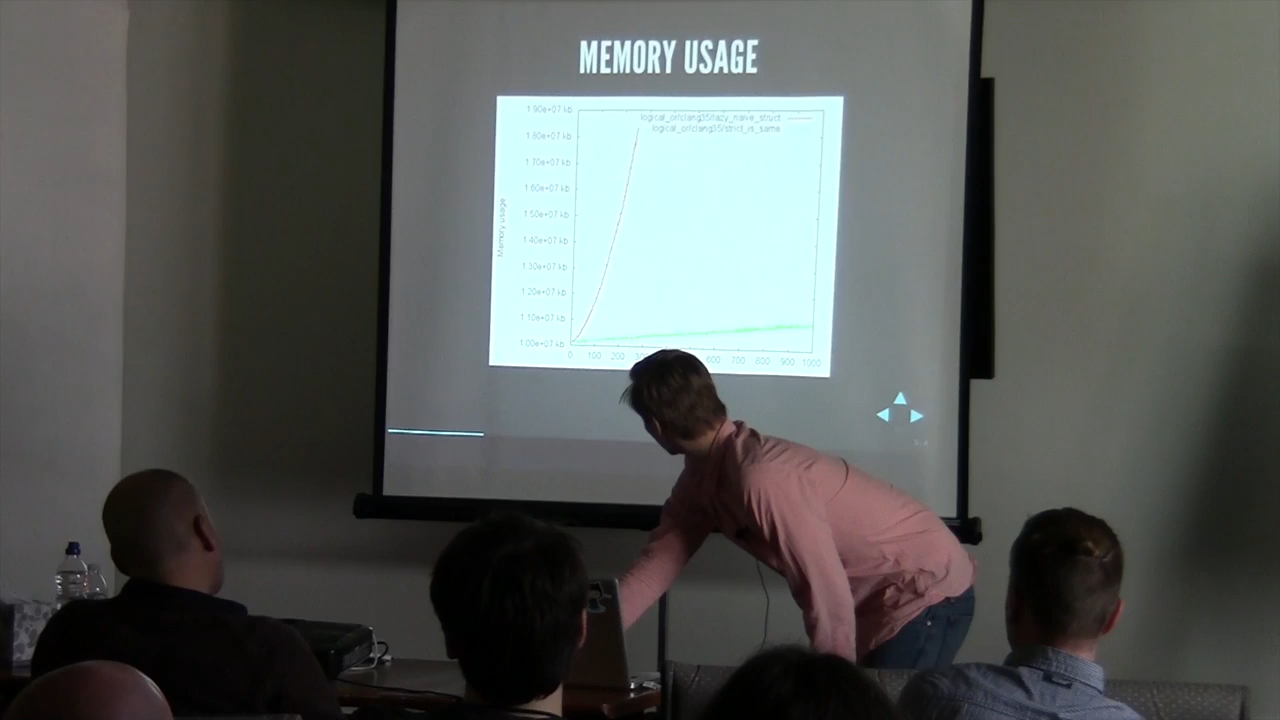 MEMORY USAGE
1.90e+07 kb
logical_or/clang35/lazy_naive_struct
logical_or/clang35/strict_vs_same
1.80e+07 kb
1.70e+07 kb
1.60e+07 kb
1.50e+07 kb
Memory usage
1.40e+07 kb
1.30e+07 kb
1.20e+07 kb
1.10e+07 kb
1.00e+07 kb
0 100 200 600 700 800 900 1000